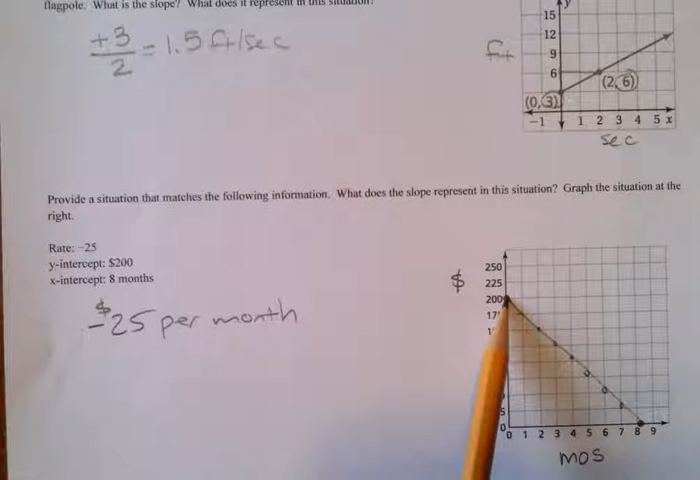 flagpole. What is the slope? What does it represent in this situation?
+3
2
= 1.5 ft/sec
y
15
12
9
6
ft
(2,6)
(0,3)
-1 1 2 3 4 5 x
sec
Provide a situation that matches the following information. What does the slope represent in this situation? Graph the situation at the
right.
Rate: -25
y-intercept: $200
x-intercept: 8 months
-$25 per month
$
250
225
200
0
0 1 2 3 4 5 6 7 8 9
mos